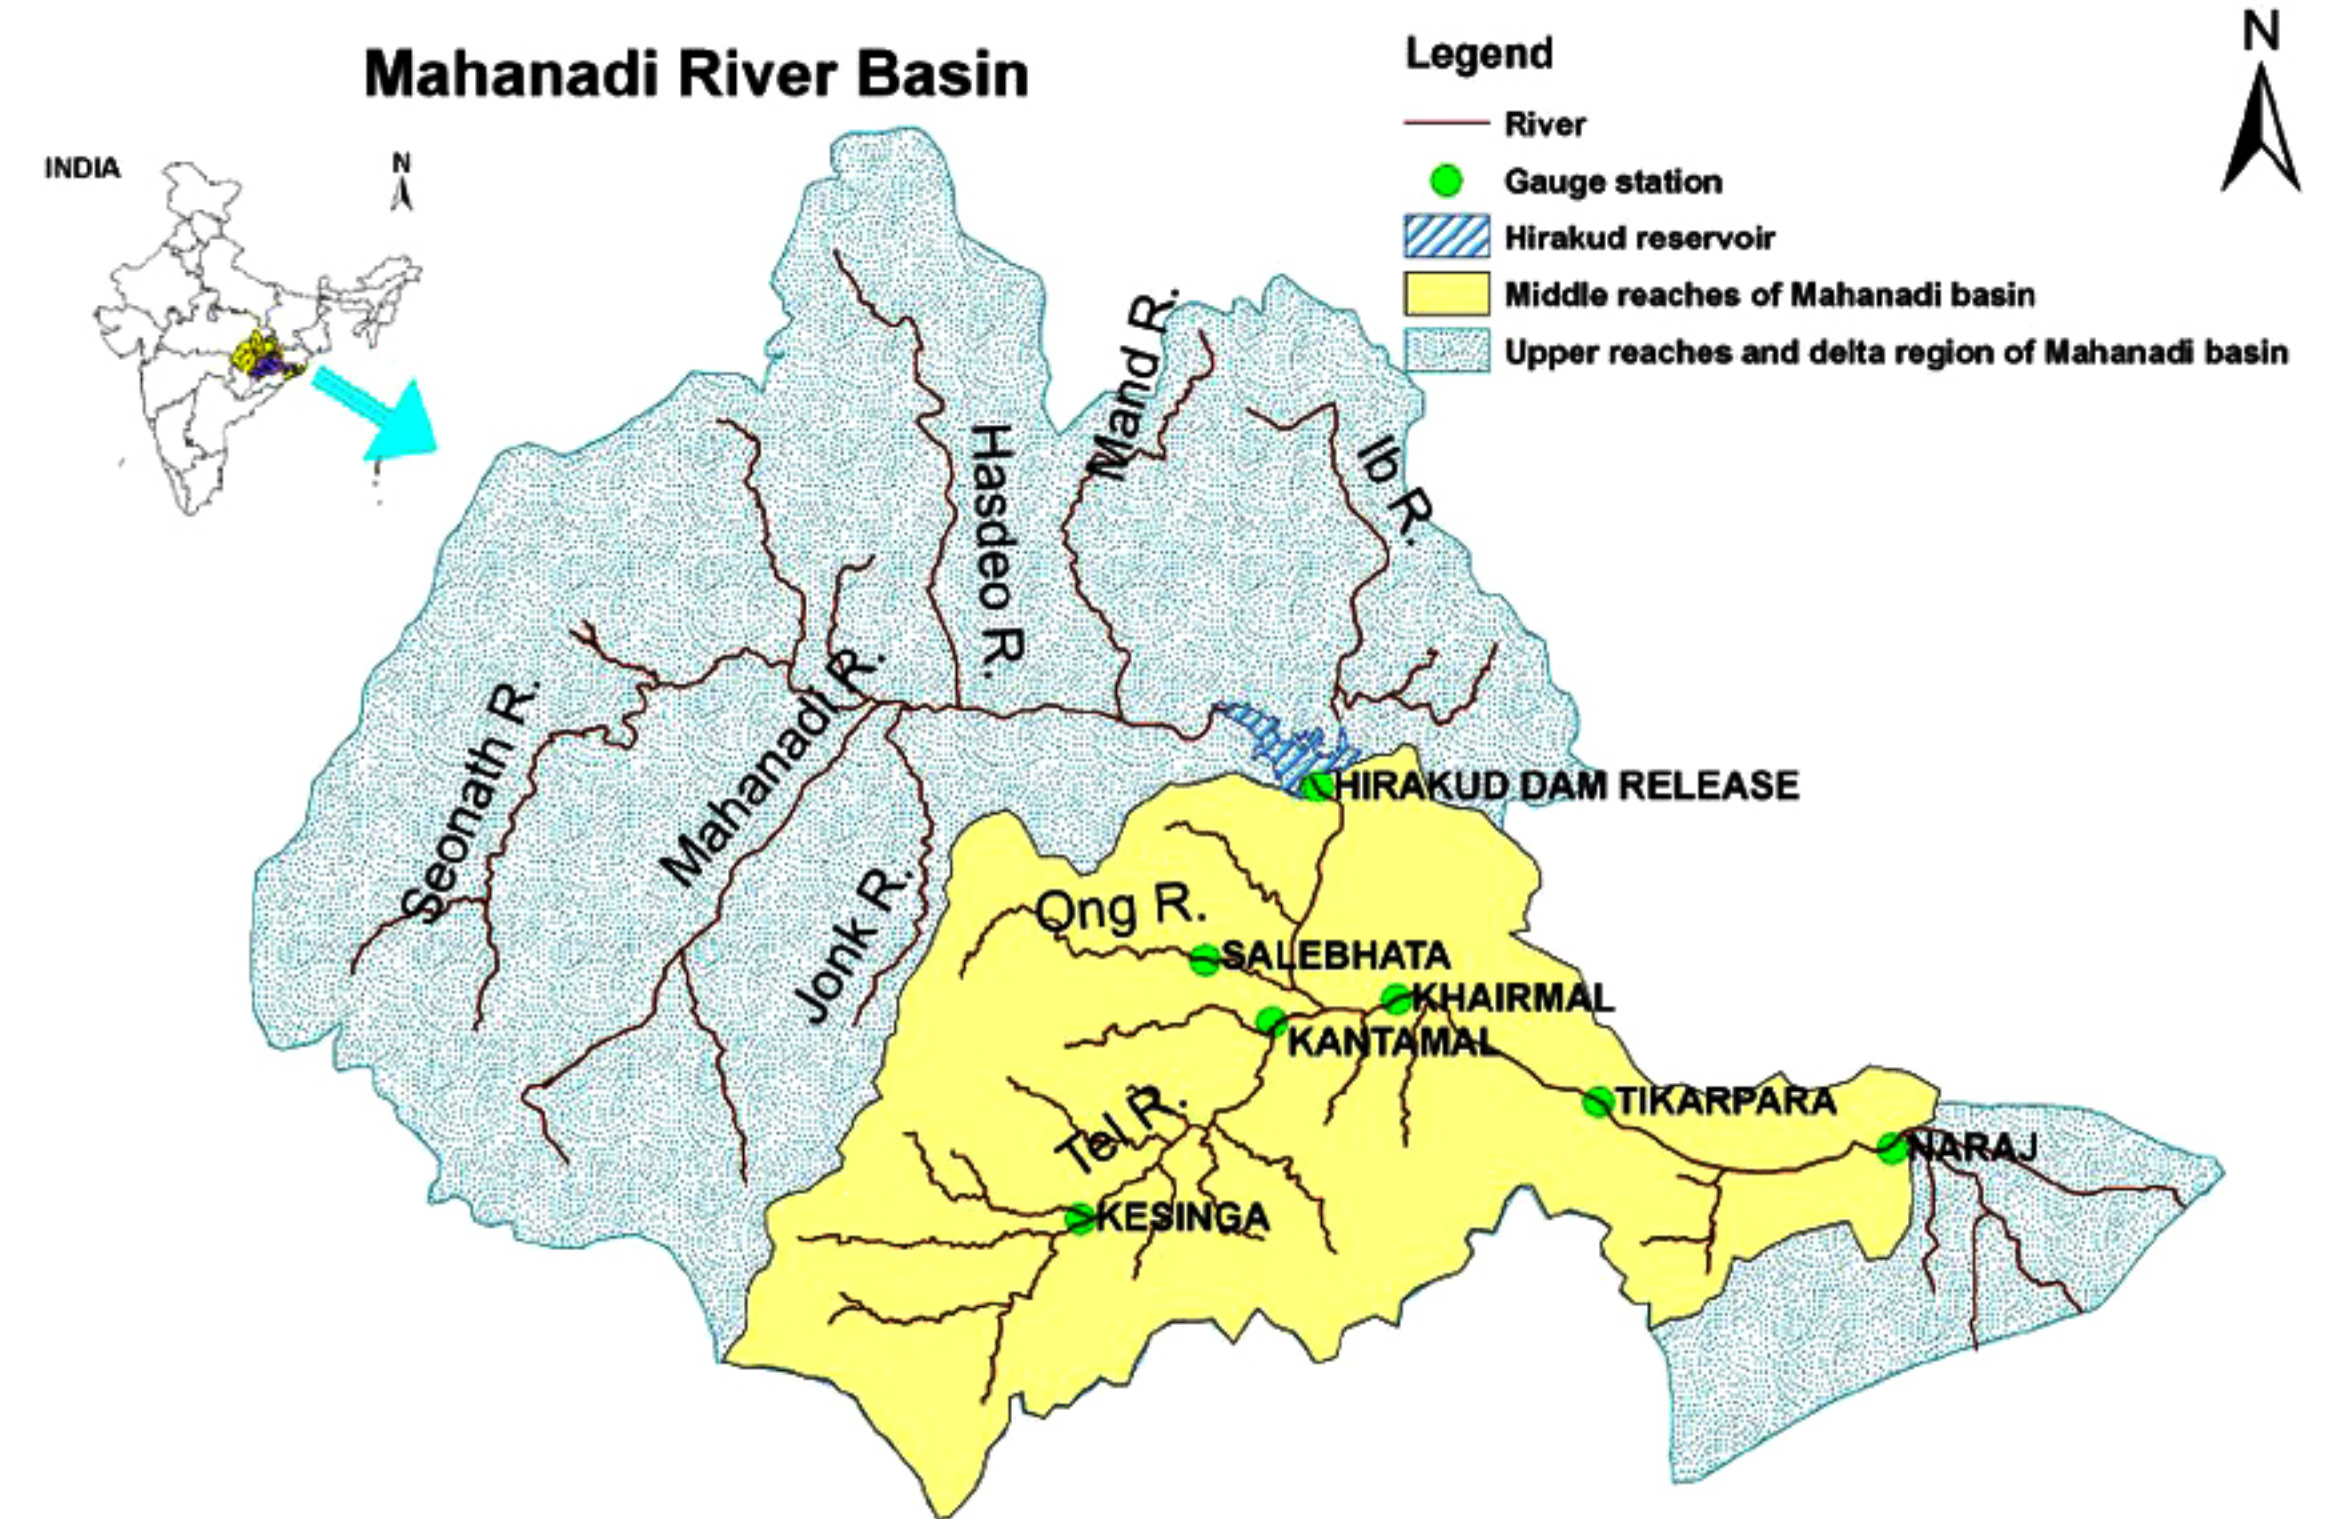 Mahanadi River Basin
Legend
N
River
Gauge station
Hirakud reservoir
Middle reaches of Mahanadi basin
Upper reaches and delta region of Mahanadi basin
INDIA
N
Mand R.
Hasdeo R.
Ib R.
Seonath R.
Mahanadi R.
Jonk R.
HIRAKUD DAM RELEASE
Ong R.
SALEBHATA
KHAIRMAL
KANTAMAL
Tel R.
TIKARPARA
NARAJ
KESINGA